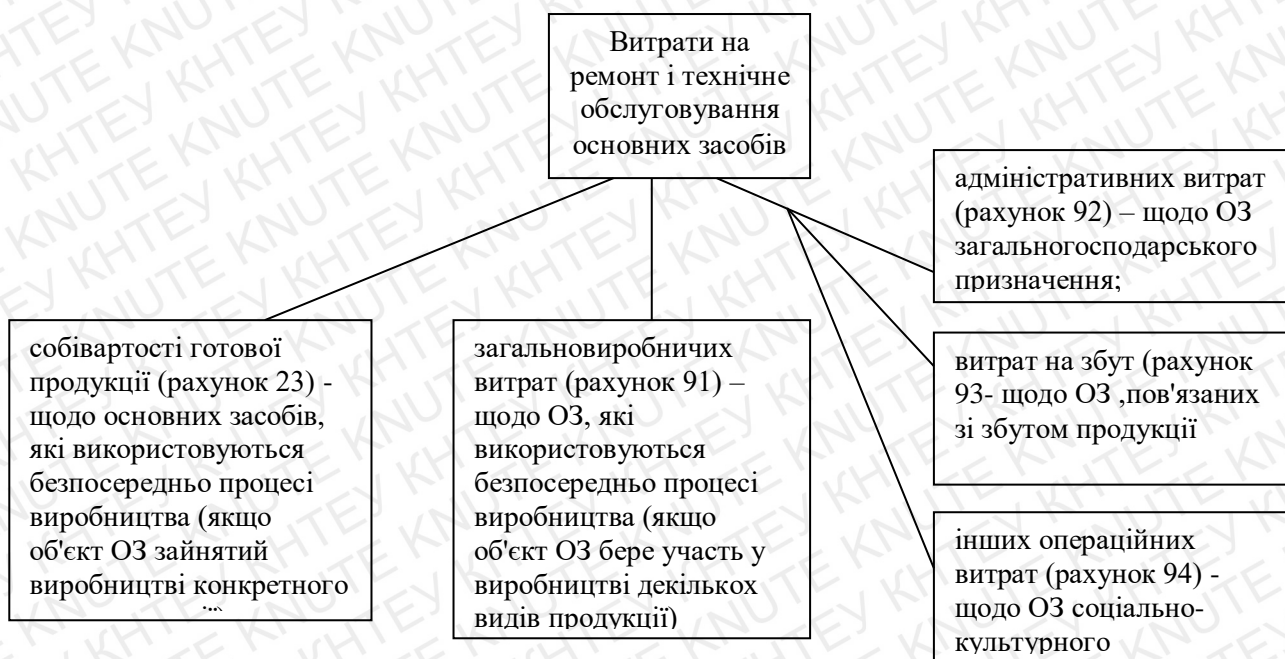 Витрати на
ремонт і технічне
обслуговування
основних засобів
собівартості готової
продукції (рахунок 23) -
щодо основних засобів,
які використовуються
безпосередньо процесі
виробництва (якщо
об'єкт ОЗ зайнятий
виробництві конкретного
загальновиробничих
витрат (рахунок 91) –
щодо ОЗ, які
використовуються
безпосередньо процесі
виробництва (якщо
об'єкт ОЗ бере участь у
виробництві декількох
видів продукції)
адміністративних витрат
(рахунок 92) – щодо ОЗ
загальногосподарського
призначення;
витрат на збут (рахунок
93- щодо ОЗ ,пов'язаних
зі збутом продукції
інших операційних
витрат (рахунок 94) -
щодо ОЗ соціально-
культурного